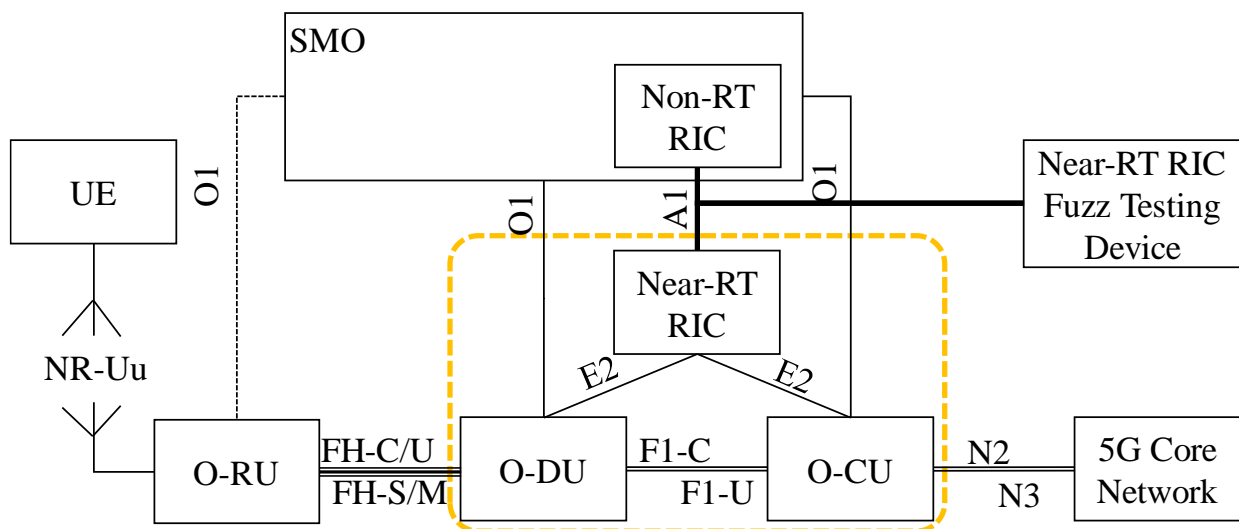 SMO
Non-RT
RIC
UE
O1
O1
A1
O1
Near-RT RIC
Fuzz Testing
Device
Near-RT
RIC
NR-Uu
E2
E2
O-RU
FH-C/U
FH-S/M
O-DU
F1-C
F1-U
O-CU
N2
N3
5G Core
Network